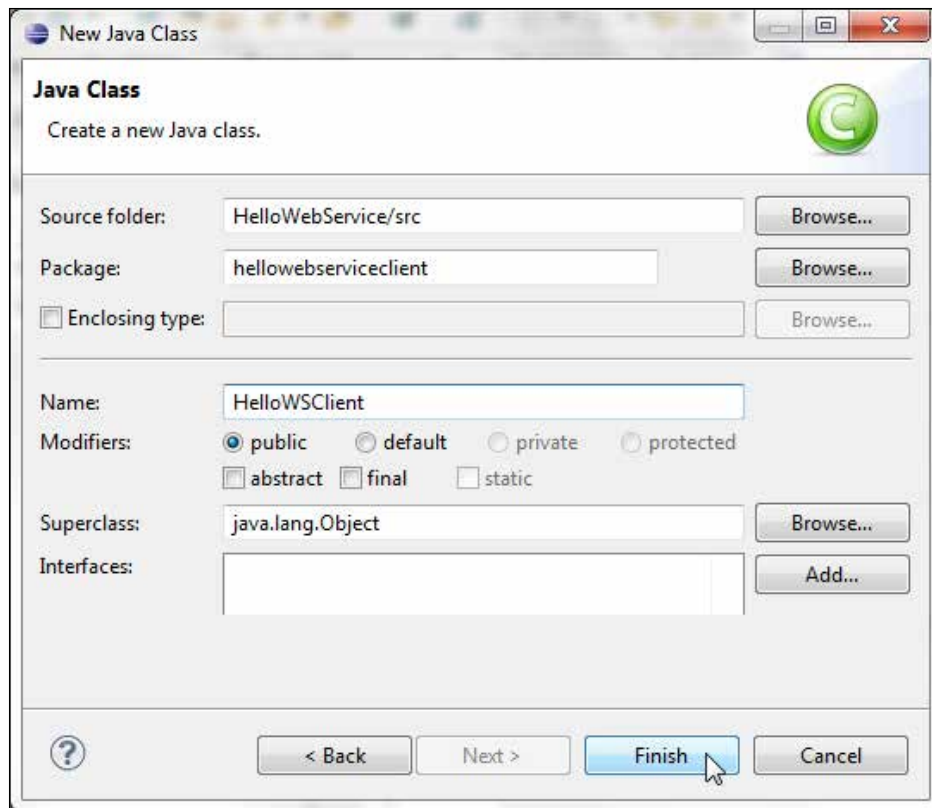 New Java Class
Java Class
Create a new Java class.
Source folder: HelloWebService/src Browse...
Package: hellowebserviceclient Browse...
Enclosing type: Browse...
Name: HelloWSClient
Modifiers: public default private protected
abstract final static
Superclass: java.lang.Object Browse...
Interfaces: Add...
? < Back Next > Finish Cancel